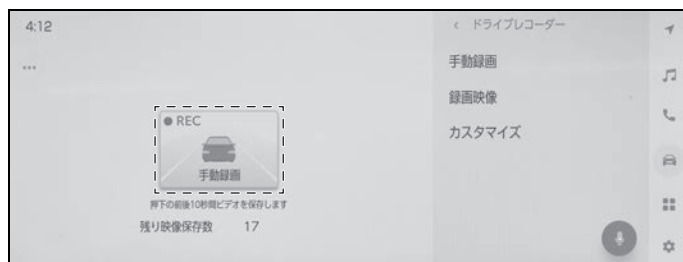 4:12
…
● REC
手動録画
押下の前後10秒間ビデオを保存します
残り映像保存数 17
< ドライブレコーダー
手動録画
録画映像
カスタマイズ